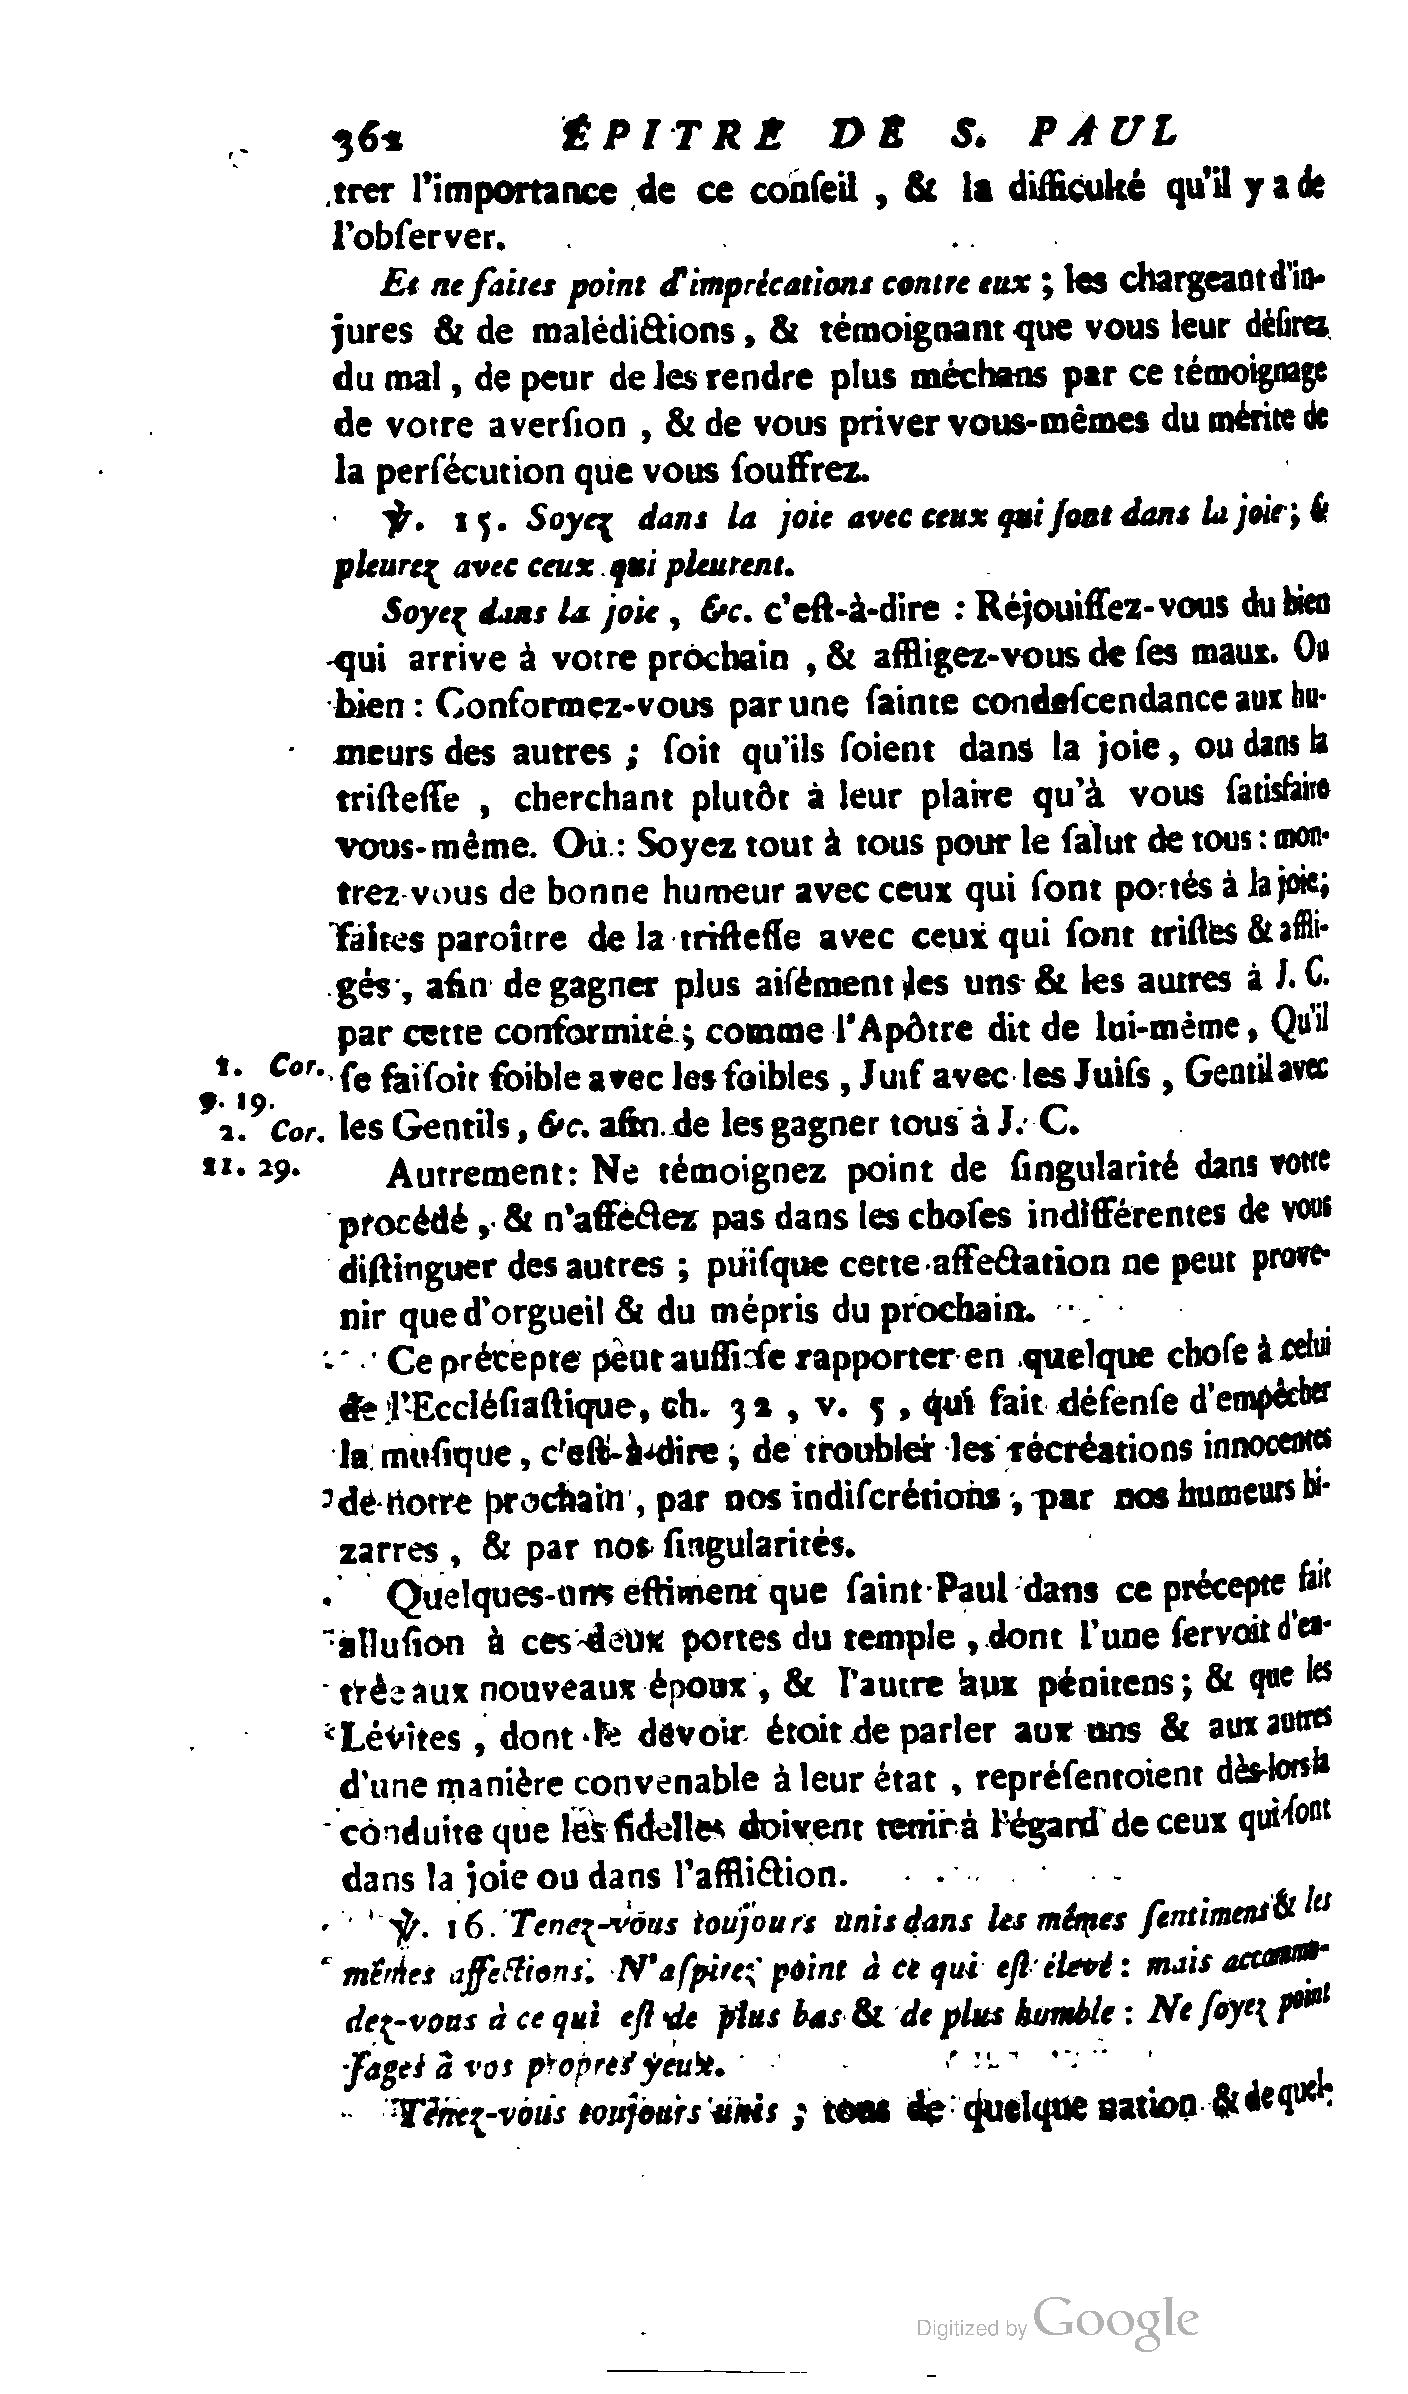 362 ÉPITRE DE S. PAUL
trer l'importance de ce conſeil , & la difficulté qu'il y a de
l'obſerver.
Et ne faites point d'imprécations contre eux ; les chargeant d'in-
jures & de malédictions , & témoignant que vous leur déſirez
du mal , de peur de les rendre plus méchans par ce témoignage
de votre averſion , & de vous priver vous-mêmes du mérite de
la perſécution que vous ſouffrez.
℣. 15. Soyez dans la joie avec ceux qui ſont dans la joie ; &
pleurez avec ceux qui pleurent.
Soyez dans la joie , &c. c'eſt-à-dire : Réjouiſſez-vous du bien
qui arrive à votre prochain , & affligez-vous de ſes maux. Ou
bien : Conformez-vous par une ſainte condeſcendance aux hu-
meurs des autres ; ſoit qu'ils ſoient dans la joie , ou dans la
triſteſſe , cherchant plutôt à leur plaire qu'à vous ſatisfaire
vous-même. Ou : Soyez tout à tous pour le ſalut de tous : mon-
trez-vous de bonne humeur avec ceux qui ſont portés à la joie;
faites paroître de la triſteſſe avec ceux qui ſont triſtes & affli-
gés , afin de gagner plus aiſément les uns & les autres à J. C.
par cette conformité ; comme l'Apôtre dit de lui-même , Qu'il
1. Cor. ſe faiſoit foible avec les foibles , Juif avec les Juifs , Gentil avec
9. 19.
2. Cor. les Gentils , &c. afin de les gagner tous à J. C.
11. 29. Autrement : Ne témoignez point de ſingularité dans votre
procédé , & n'affectez pas dans les choſes indifférentes de vous
diſtinguer des autres ; puiſque cette affectation ne peut prove-
nir que d'orgueil & du mépris du prochain.
Ce précepte peut auſſi ſe rapporter en quelque choſe à celui
de l'Eccléſiaſtique, ch. 32 , v. 5 , qui fait défenſe d'empêcher
la muſique , c'eſt-à-dire , de troubler les récréations innocentes
de notre prochain , par nos indiſcrétions , par nos humeurs bi-
zarres , & par nos ſingularités.
Quelques-uns eſtiment que ſaint Paul dans ce précepte fait
alluſion à ces deux portes du temple , dont l'une ſervoit d'en-
trée aux nouveaux époux , & l'autre aux pénitens ; & que les
Lévites , dont le devoir étoit de parler aux uns & aux autres
d'une manière convenable à leur état , repréſentoient dès-lors la
conduite que les fidelles doivent tenir à l'égard de ceux qui ſont
dans la joie ou dans l'affliction.
℣. 16. Tenez-vous toujours unis dans les mêmes ſentimens & les
mêmes affections. N'aſpirez point à ce qui eſt élevé : mais accommo-
dez-vous à ce qui eſt de plus bas & de plus humble : Ne ſoyez point
ſages à vos propres yeux.
Tenez-vous toujours unis ; tous de quelque nation & de quel-
Digitized by Google